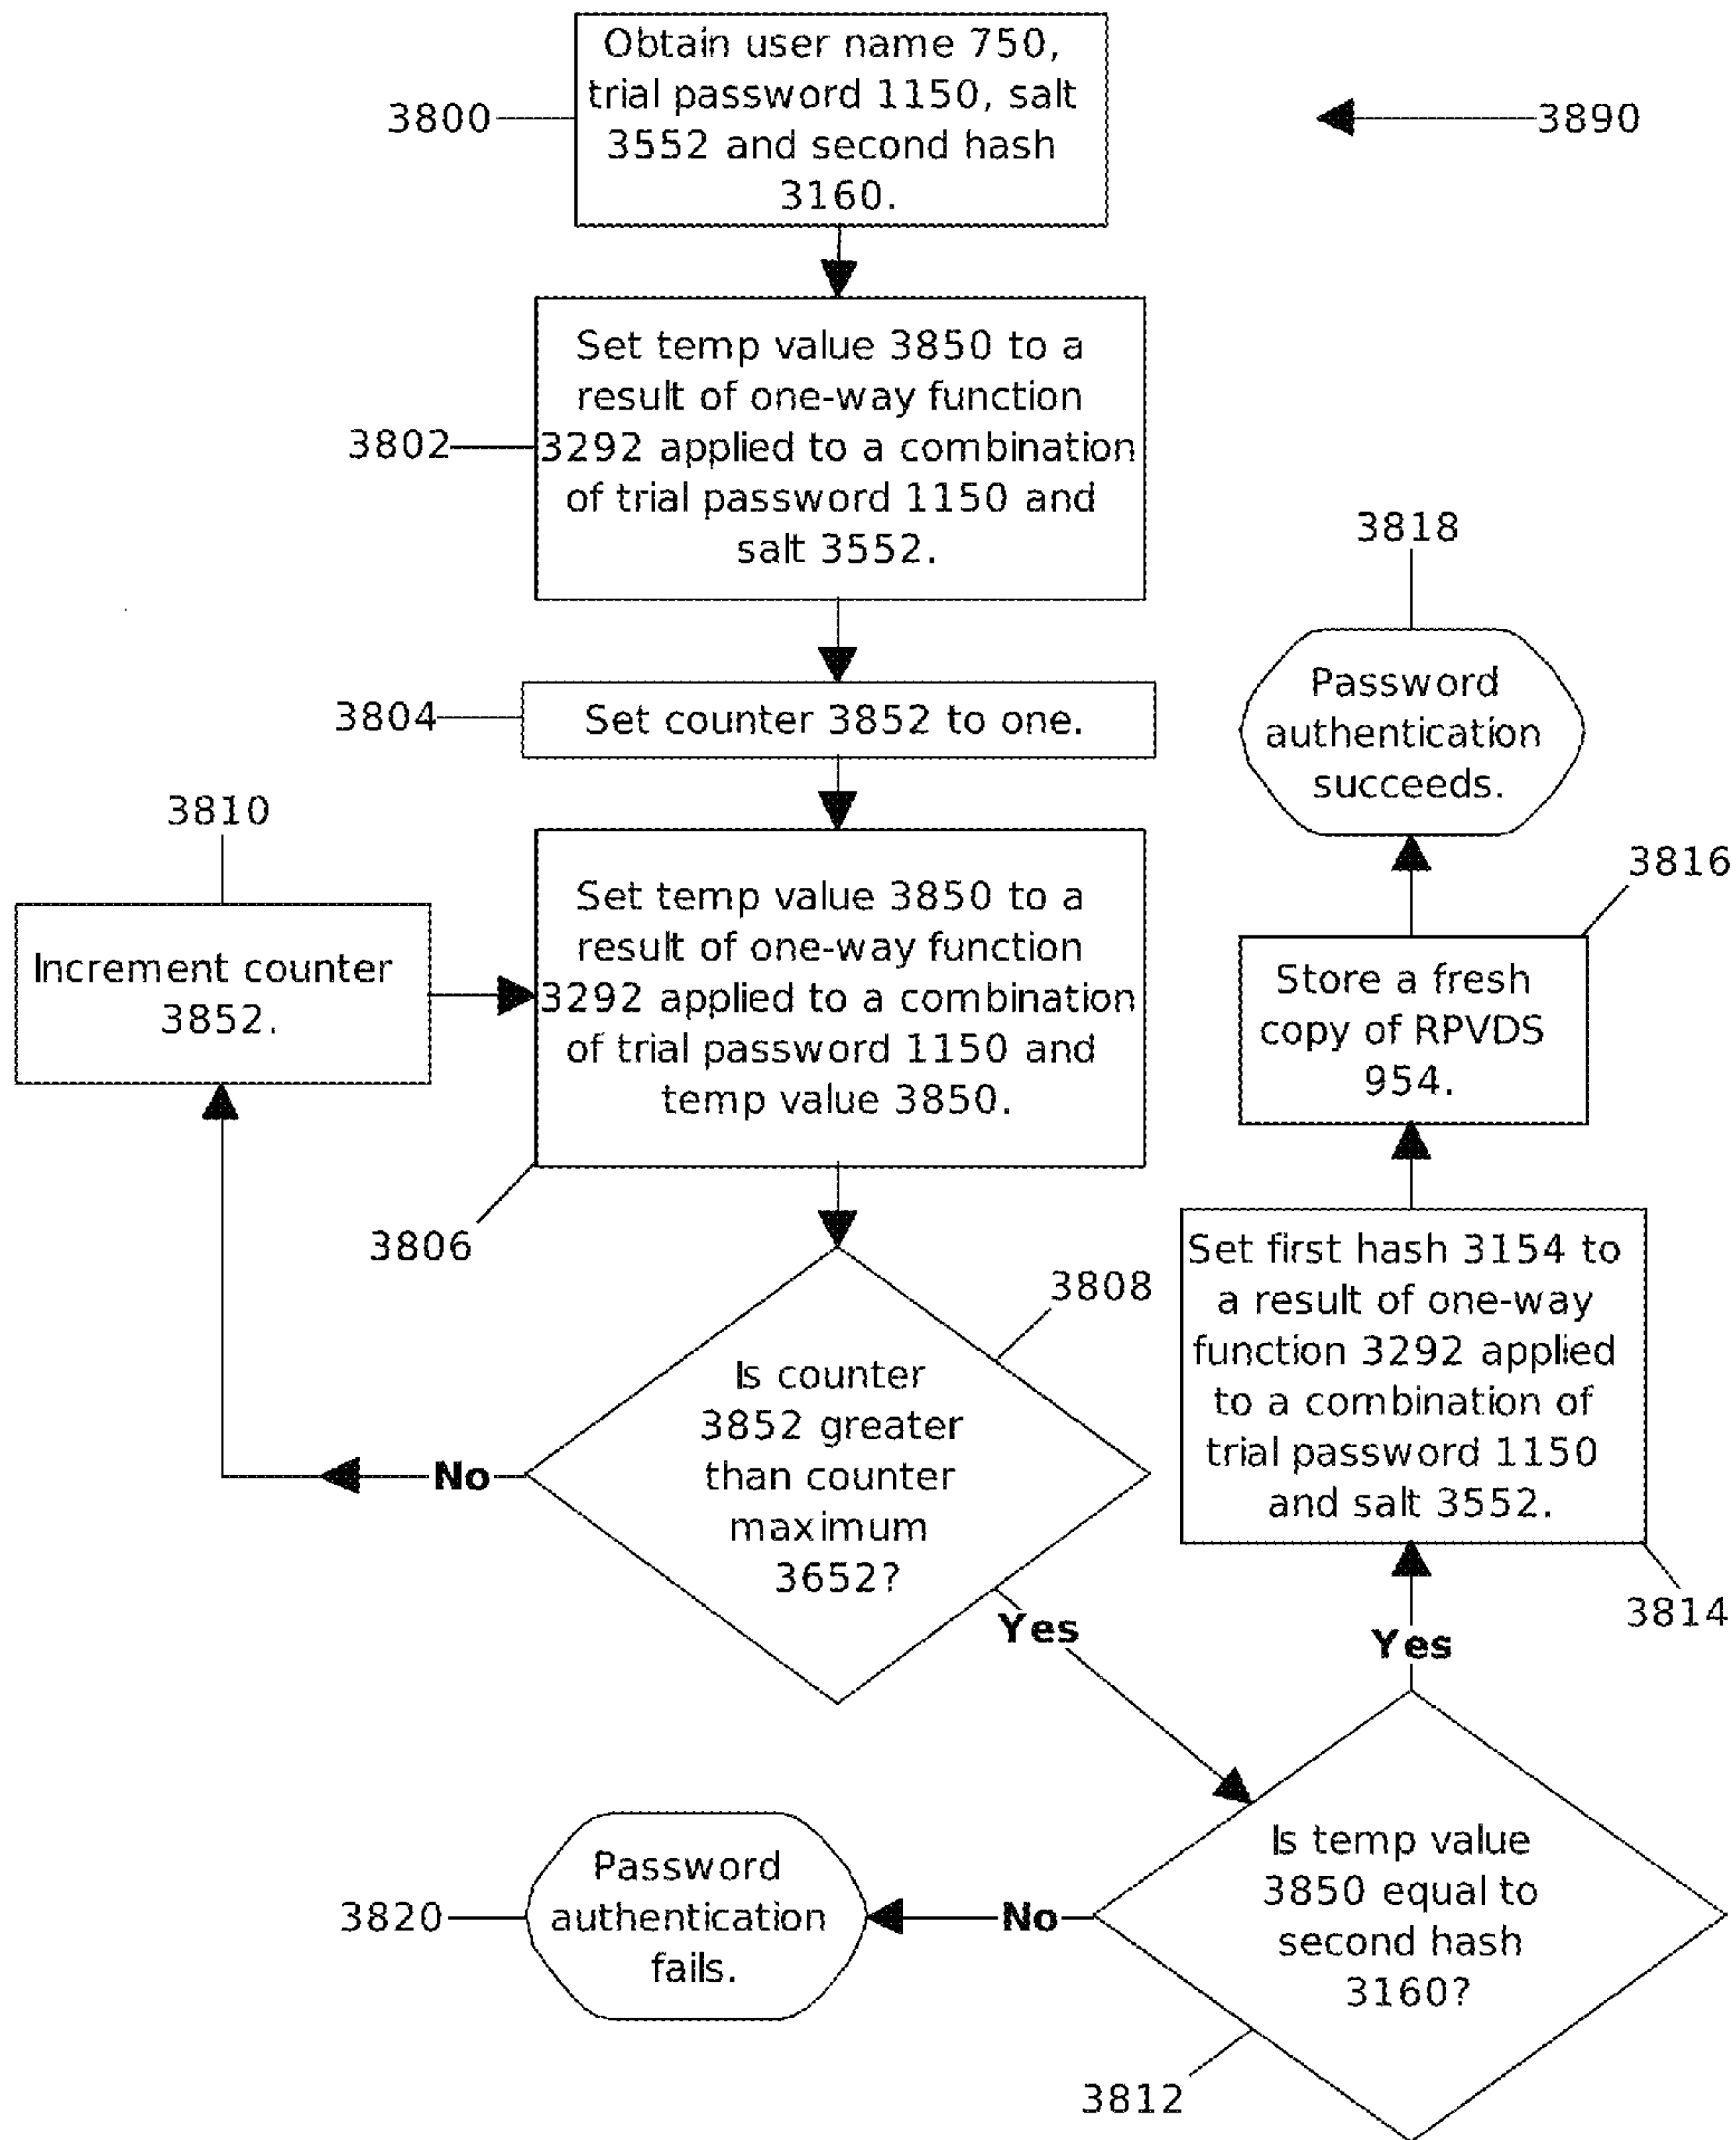 Obtain user name 750,
trial password 1150, salt
3552 and second hash
3160.
3800
3890
Set temp value 3850 to a
result of one-way function
3292 applied to a combination
of trial password 1150 and
salt 3552.
3802
Set counter 3852 to one.
3804
3810
Increment counter
3852.
Set temp value 3850 to a
result of one-way function
3292 applied to a combination
of trial password 1150 and
temp value 3850.
3806
3808
Is counter
3852 greater
than counter
maximum
3652?
No
Yes
Is temp value
3850 equal to
second hash
3160?
3812
No
Password
authentication
fails.
3820
Yes
Set first hash 3154 to
a result of one-way
function 3292 applied
to a combination of
trial password 1150
and salt 3552.
3814
Store a fresh
copy of RPVDS
954.
3816
Password
authentication
succeeds.
3818